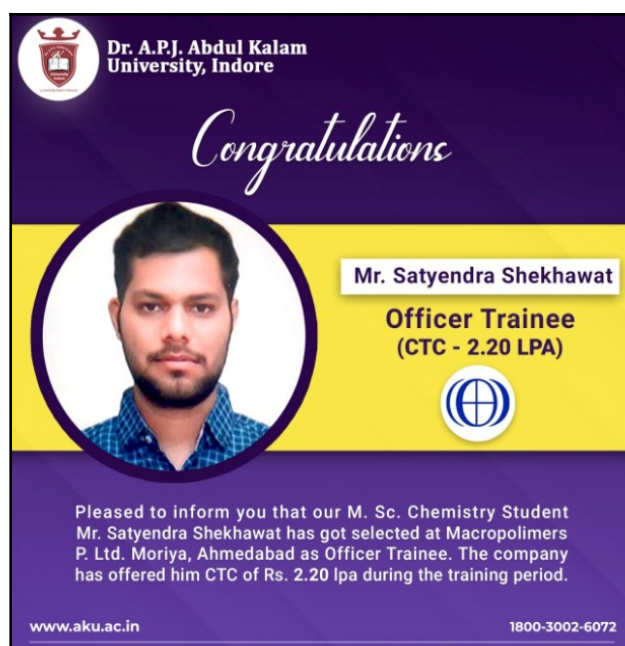 Dr. A.P.J. Abdul Kalam
University, Indore
Congratulations
Mr. Satyendra Shekhawat
Officer Trainee
(CTC - 2.20 LPA)
Pleased to inform you that our M. Sc. Chemistry Student
Mr. Satyendra Shekhawat has got selected at Macropolimers
P. Ltd. Moriya, Ahmedabad as Officer Trainee. The company
has offered him CTC of Rs. 2.20 lpa during the training period.
www.aku.ac.in
1800-3002-6072